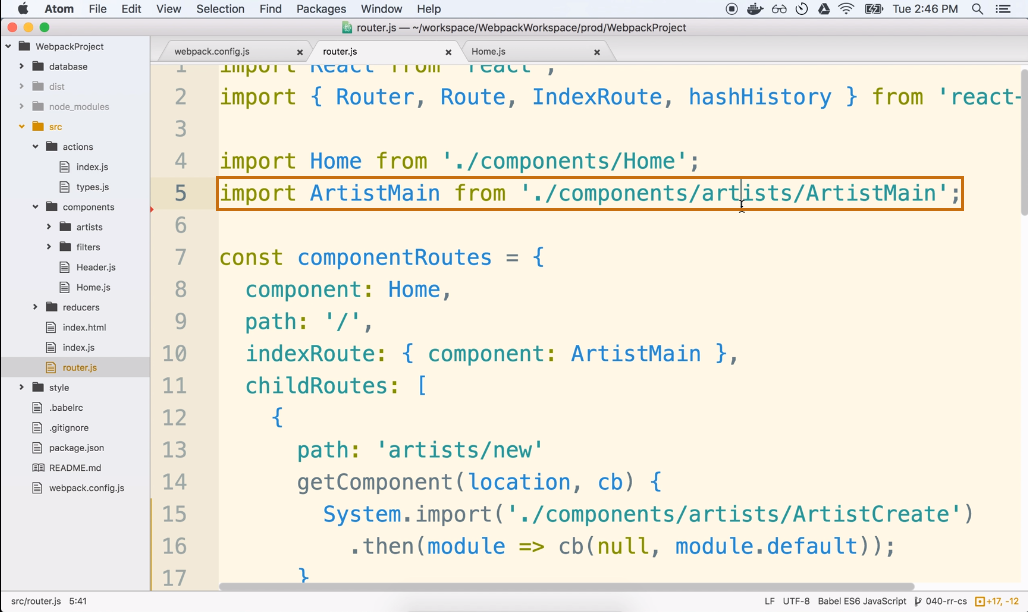 Atom File Edit View Selection Find Packages Window Help Tue 2:46 PM
router.js — ~/workspace/WebpackWorkspace/prod/WebpackProject
WebpackProject
database
dist
node_modules
src
actions
index.js
types.js
components
artists
filters
Header.js
Home.js
reducers
index.html
index.js
router.js
style
.babelrc
.gitignore
package.json
README.md
webpack.config.js
webpack.config.js × router.js × Home.js ×
1 import React from 'react';
2 import { Router, Route, IndexRoute, hashHistory } from 'react-
3
4 import Home from './components/Home';
5 import ArtistMain from './components/artists/ArtistMain';
6
7 const componentRoutes = {
8 component: Home,
9 path: '/',
10 indexRoute: { component: ArtistMain },
11 childRoutes: [
12 {
13 path: 'artists/new'
14 getComponent(location, cb) {
15 System.import('./components/artists/ArtistCreate')
16 .then(module => cb(null, module.default));
17 }
src/router.js 5:41 LF UTF-8 Babel ES6 JavaScript 040-rr-cs +17, -12